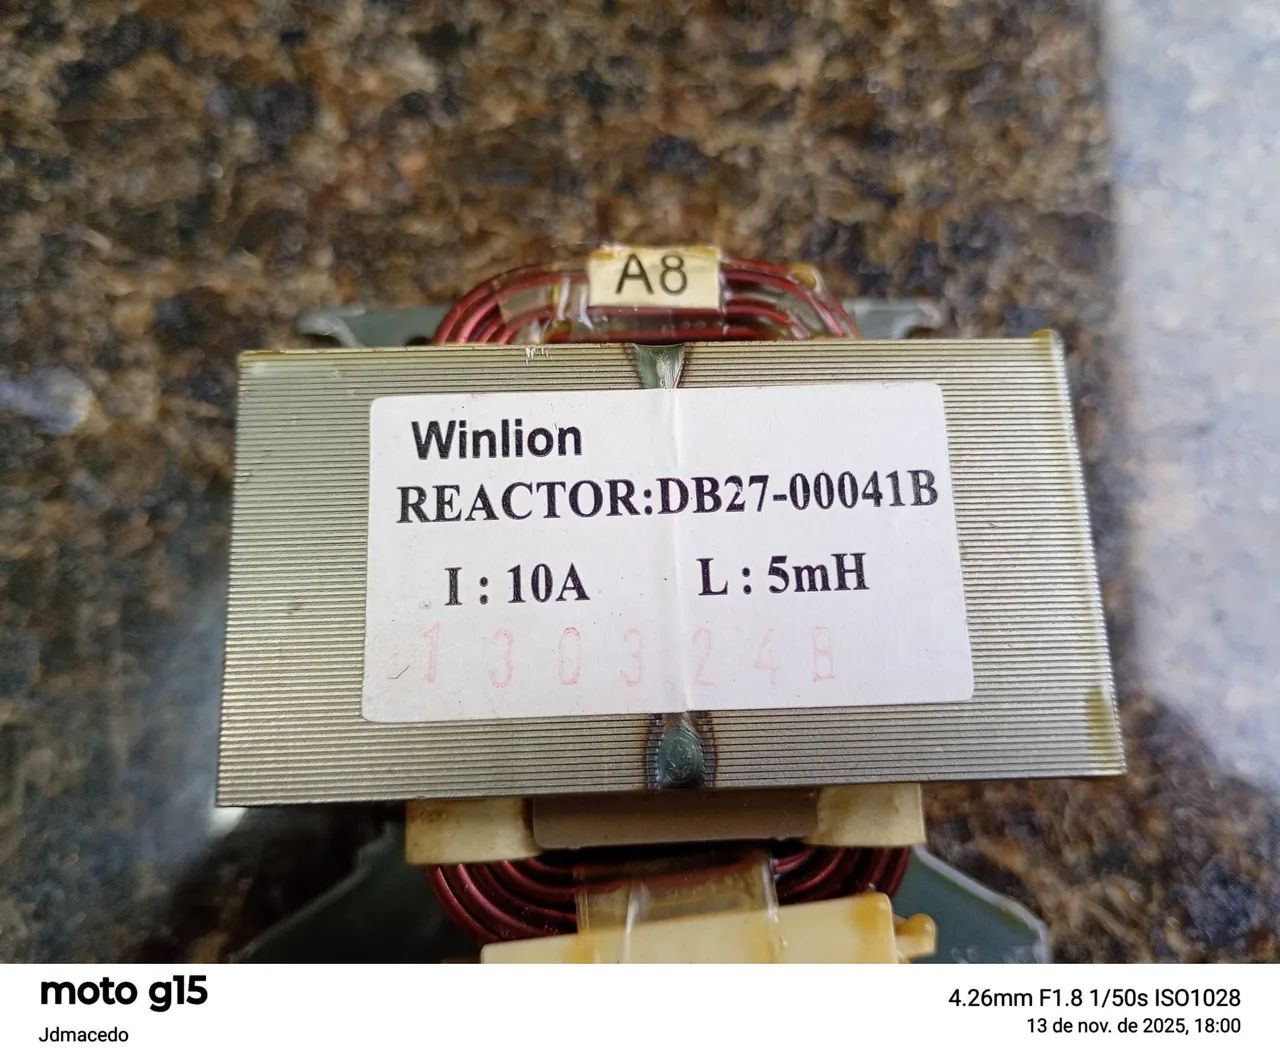 A8
Winlion
REACTOR:DB27-00041B
I : 10A L : 5mH
130324B
moto g15
Jdmacedo
4.26mm F1.8 1/50s ISO1028
13 de nov. de 2025, 18:00